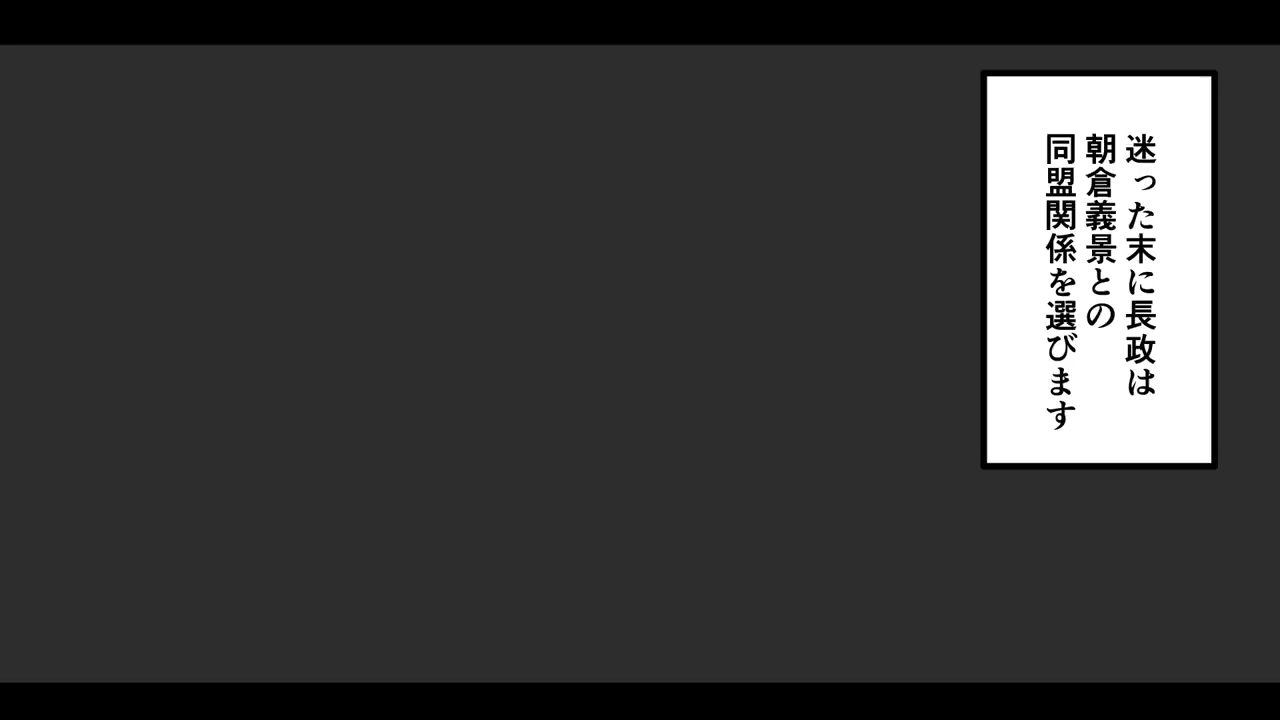 迷った末に長政は
朝倉義景との
同盟関係を選びます